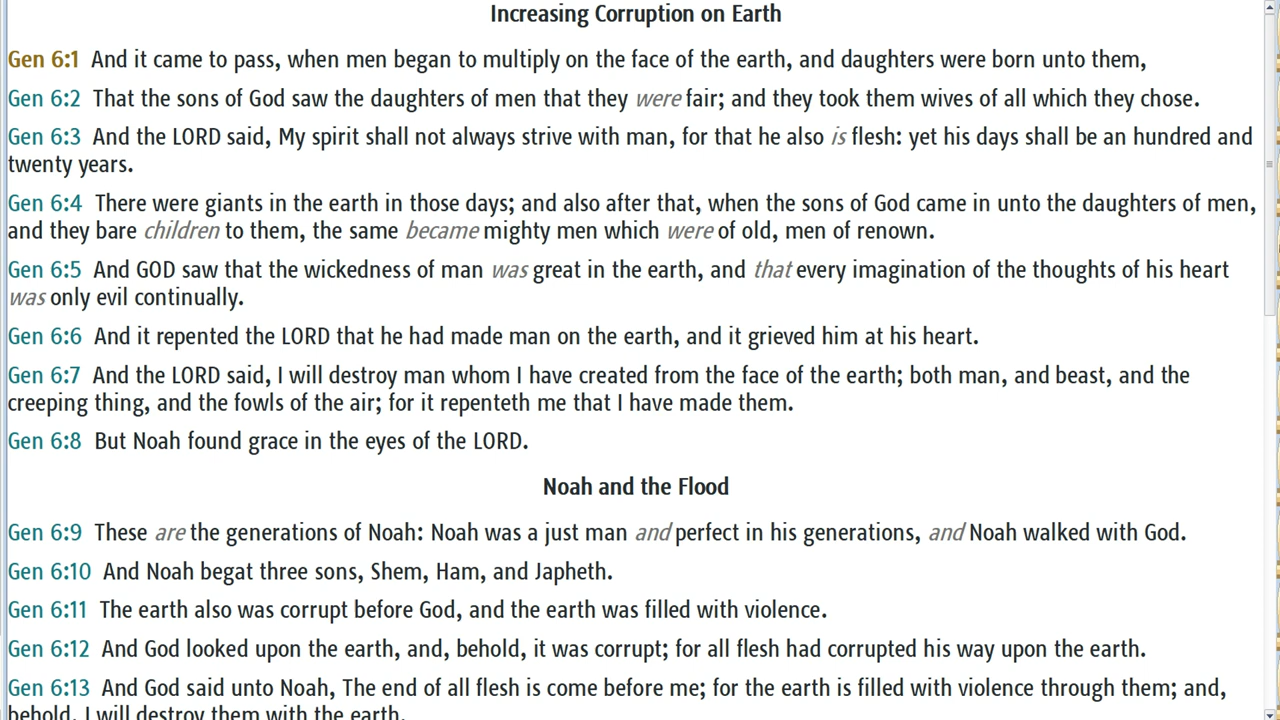 Increasing Corruption on Earth
Gen 6:1 And it came to pass, when men began to multiply on the face of the earth, and daughters were born unto them,
Gen 6:2 That the sons of God saw the daughters of men that they were fair; and they took them wives of all which they chose.
Gen 6:3 And the LORD said, My spirit shall not always strive with man, for that he also is flesh: yet his days shall be an hundred and
twenty years.
Gen 6:4 There were giants in the earth in those days; and also after that, when the sons of God came in unto the daughters of men,
and they bare children to them, the same became mighty men which were of old, men of renown.
Gen 6:5 And GOD saw that the wickedness of man was great in the earth, and that every imagination of the thoughts of his heart
was only evil continually.
Gen 6:6 And it repented the LORD that he had made man on the earth, and it grieved him at his heart.
Gen 6:7 And the LORD said, I will destroy man whom I have created from the face of the earth; both man, and beast, and the
creeping thing, and the fowls of the air; for it repenteth me that I have made them.
Gen 6:8 But Noah found grace in the eyes of the LORD.
Noah and the Flood
Gen 6:9 These are the generations of Noah: Noah was a just man and perfect in his generations, and Noah walked with God.
Gen 6:10 And Noah begat three sons, Shem, Ham, and Japheth.
Gen 6:11 The earth also was corrupt before God, and the earth was filled with violence.
Gen 6:12 And God looked upon the earth, and, behold, it was corrupt; for all flesh had corrupted his way upon the earth.
Gen 6:13 And God said unto Noah, The end of all flesh is come before me; for the earth is filled with violence through them; and,
behold, I will destroy them with the earth.